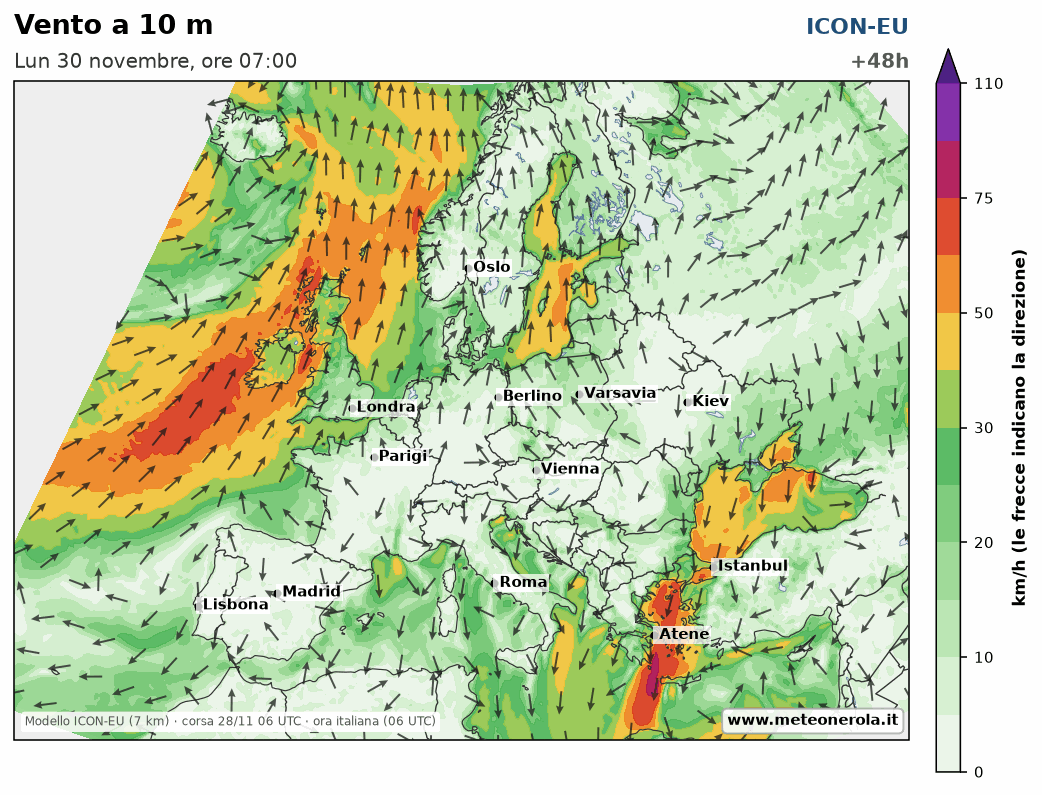 Vento a 10 m
ICON-EU
Lun 30 novembre, ore 07:00
+48h
Oslo
Londra
Berlino
Varsavia
Kiev
Parigi
Vienna
Istanbul
Roma
Madrid
Lisbona
Atene
Modello ICON-EU (7 km) · corsa 28/11 06 UTC · ora italiana (06 UTC)
www.meteonerola.it
110
75
50
30
20
10
0
km/h (le frecce indicano la direzione)